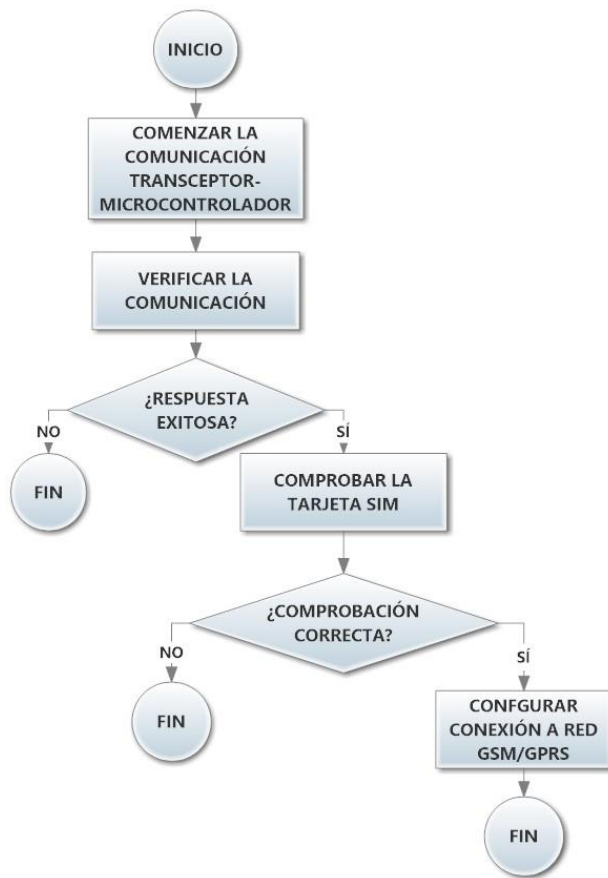 INICIO
COMENZAR LA
COMUNICACIÓN
TRANSCEPTOR-
MICROCONTROLADOR
VERIFICAR LA
COMUNICACIÓN
¿RESPUESTA
EXITOSA?
NO
SÍ
FIN
COMPROBAR LA
TARJETA SIM
¿COMPROBACIÓN
CORRECTA?
NO
SÍ
FIN
CONFGURAR
CONEXIÓN A RED
GSM/GPRS
FIN